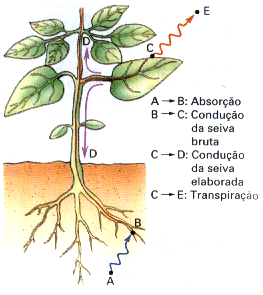 E
D
C
A → B: Absorção
B → C: Condução
da seiva
bruta
C → D: Condução
da seiva
elaborada
C → E: Transpiração
D
B
A